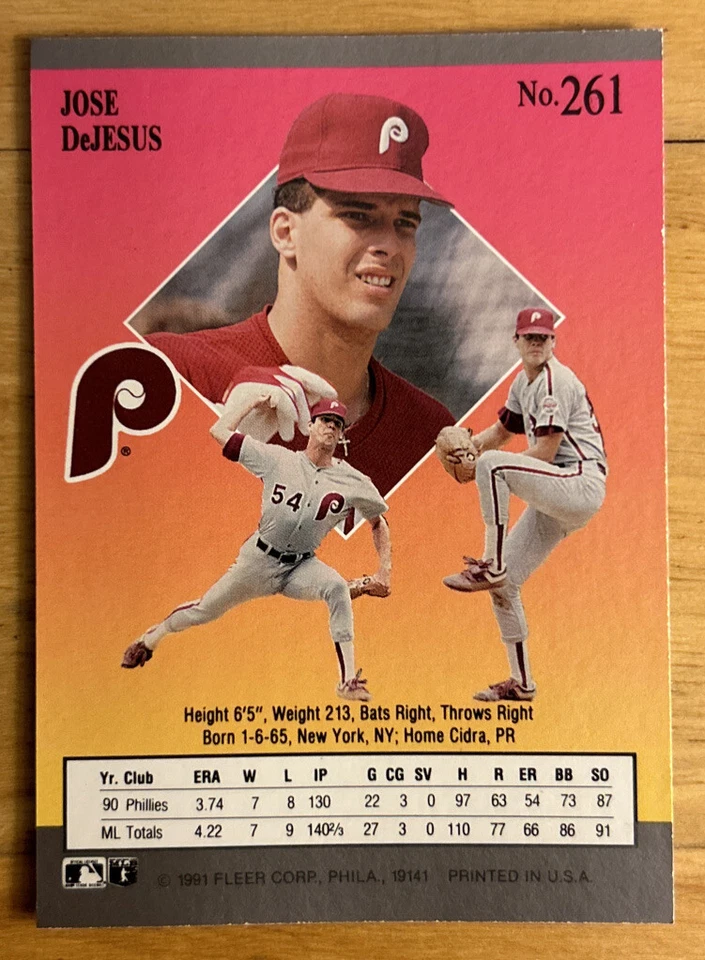 JOSE
DeJESUS
No. 261
P
P
P
®
54
P
Height 6'5", Weight 213, Bats Right, Throws Right
Born 1-6-65, New York, NY; Home Cidra, PR
Yr. Club ERA W L IP G CG SV H R ER BB SO
90 Phillies 3.74 7 8 130 22 3 0 97 63 54 73 87
ML Totals 4.22 7 9 140⅔ 27 3 0 110 77 66 86 91
© 1991 FLEER CORP., PHILA., 19141 PRINTED IN U.S.A.